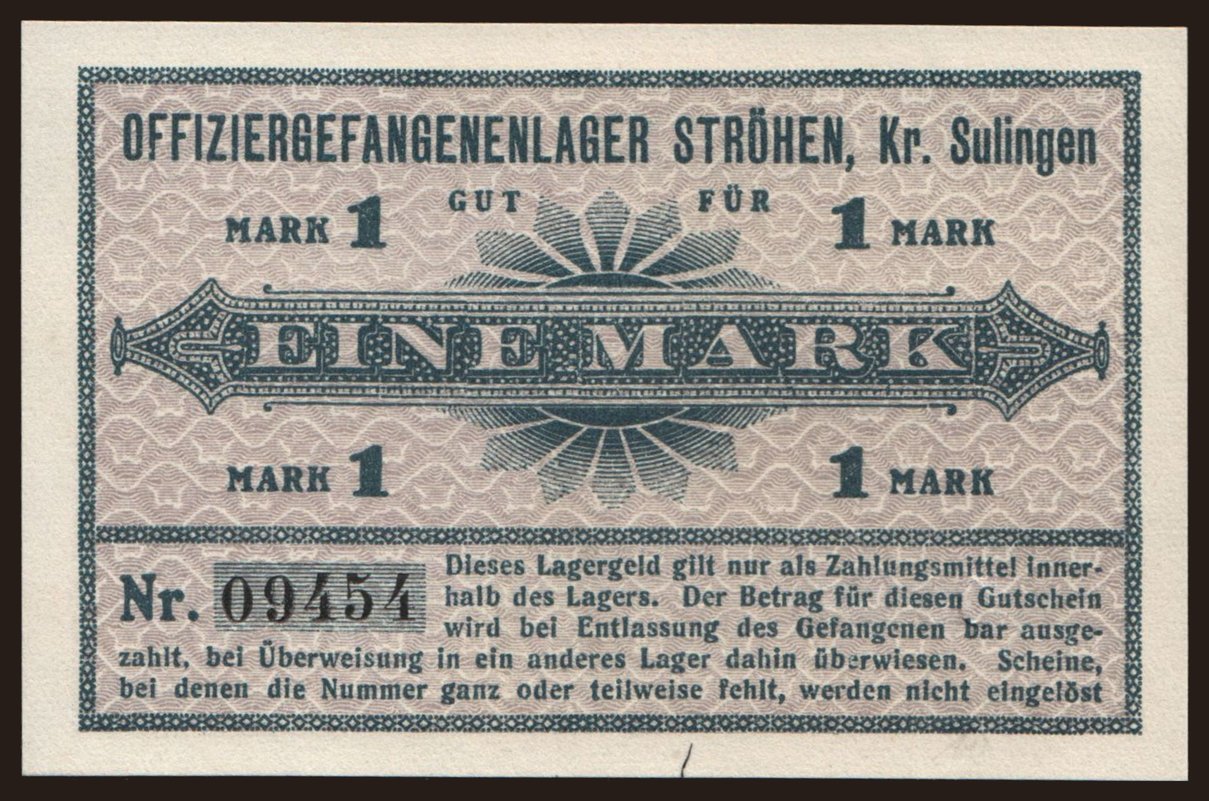 OFFIZIERGEFANGENENLAGER STRÖHEN, Kr. Sulingen
GUT FÜR
MARK 1 1 MARK
EINE MARK
MARK 1 1 MARK
Nr. 09454
Dieses Lagergeld gilt nur als Zahlungsmittel inner-
halb des Lagers. Der Betrag für diesen Gutschein
wird bei Entlassung des Gefangenen bar ausge-
zahlt, bei Überweisung in ein anderes Lager dahin überwiesen. Scheine,
bei denen die Nummer ganz oder teilweise fehlt, werden nicht eingelöst